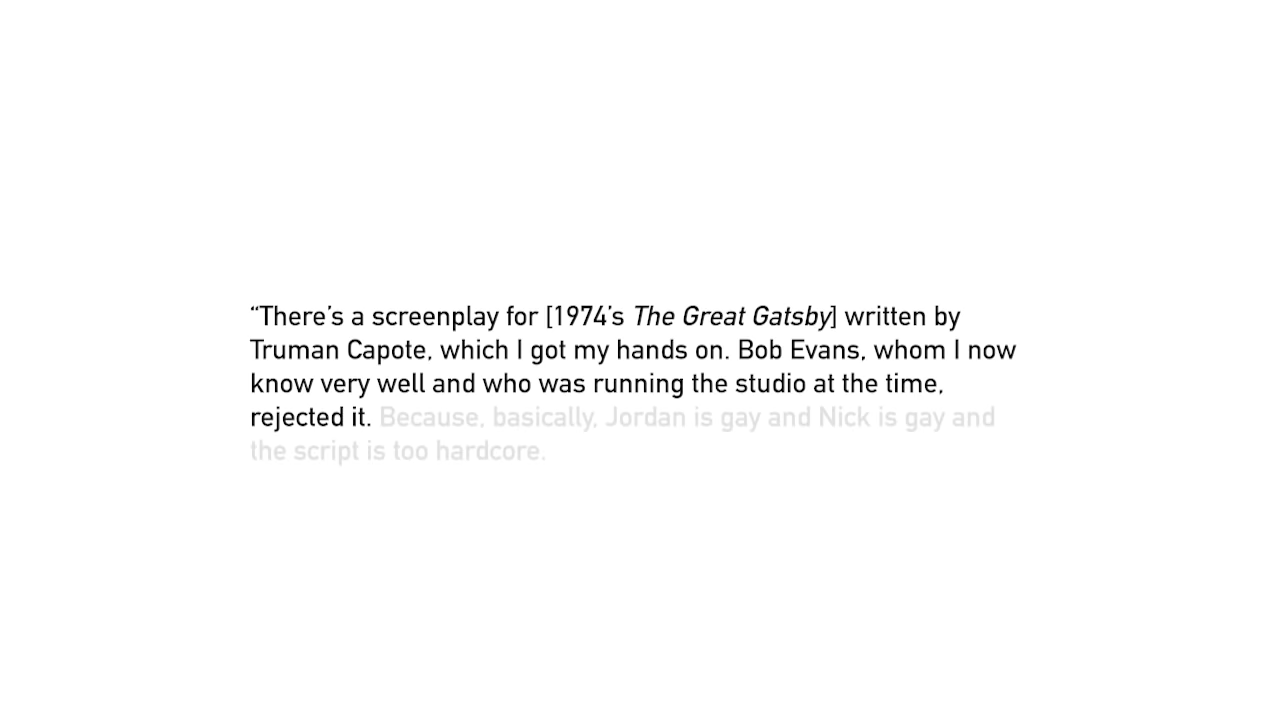 “There’s a screenplay for [1974’s The Great Gatsby] written by
Truman Capote, which I got my hands on. Bob Evans, whom I now
know very well and who was running the studio at the time,
rejected it. Because, basically, Jordan is gay and Nick is gay and
the script is too hardcore.